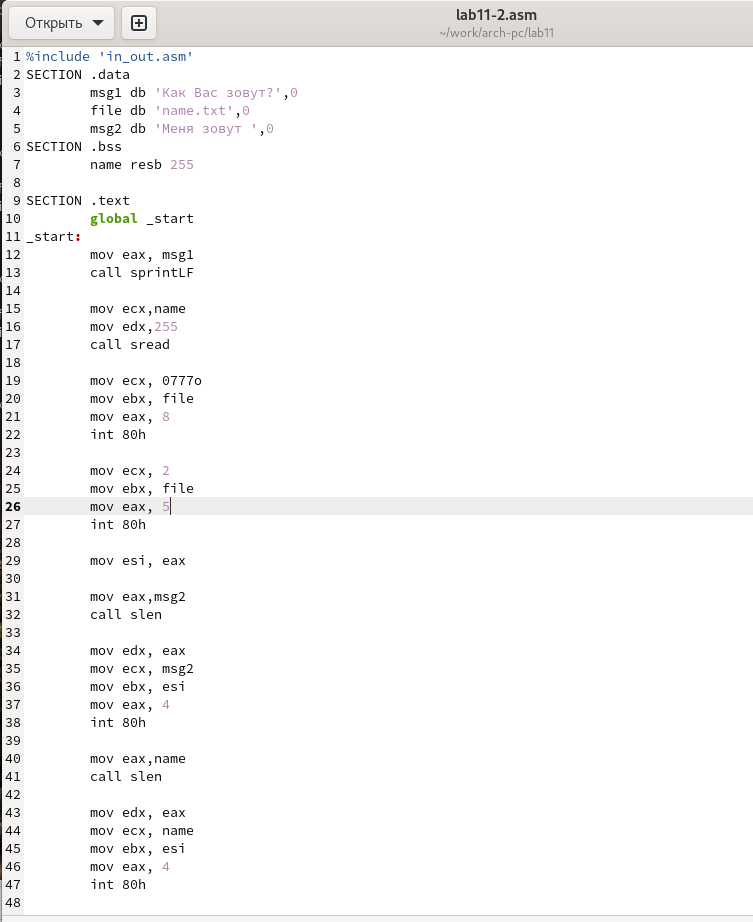 Открыть
lab11-2.asm
~/work/arch-pc/lab11
1 %include 'in_out.asm'
2 SECTION .data
3 msg1 db 'Как Вас зовут?',0
4 file db 'name.txt',0
5 msg2 db 'Меня зовут ',0
6 SECTION .bss
7 name resb 255
8
9 SECTION .text
10 global _start
11 _start:
12 mov eax, msg1
13 call sprintLF
14
15 mov ecx,name
16 mov edx,255
17 call sread
18
19 mov ecx, 0777o
20 mov ebx, file
21 mov eax, 8
22 int 80h
23
24 mov ecx, 2
25 mov ebx, file
26 mov eax, 5
27 int 80h
28
29 mov esi, eax
30
31 mov eax,msg2
32 call slen
33
34 mov edx, eax
35 mov ecx, msg2
36 mov ebx, esi
37 mov eax, 4
38 int 80h
39
40 mov eax,name
41 call slen
42
43 mov edx, eax
44 mov ecx, name
45 mov ebx, esi
46 mov eax, 4
47 int 80h
48